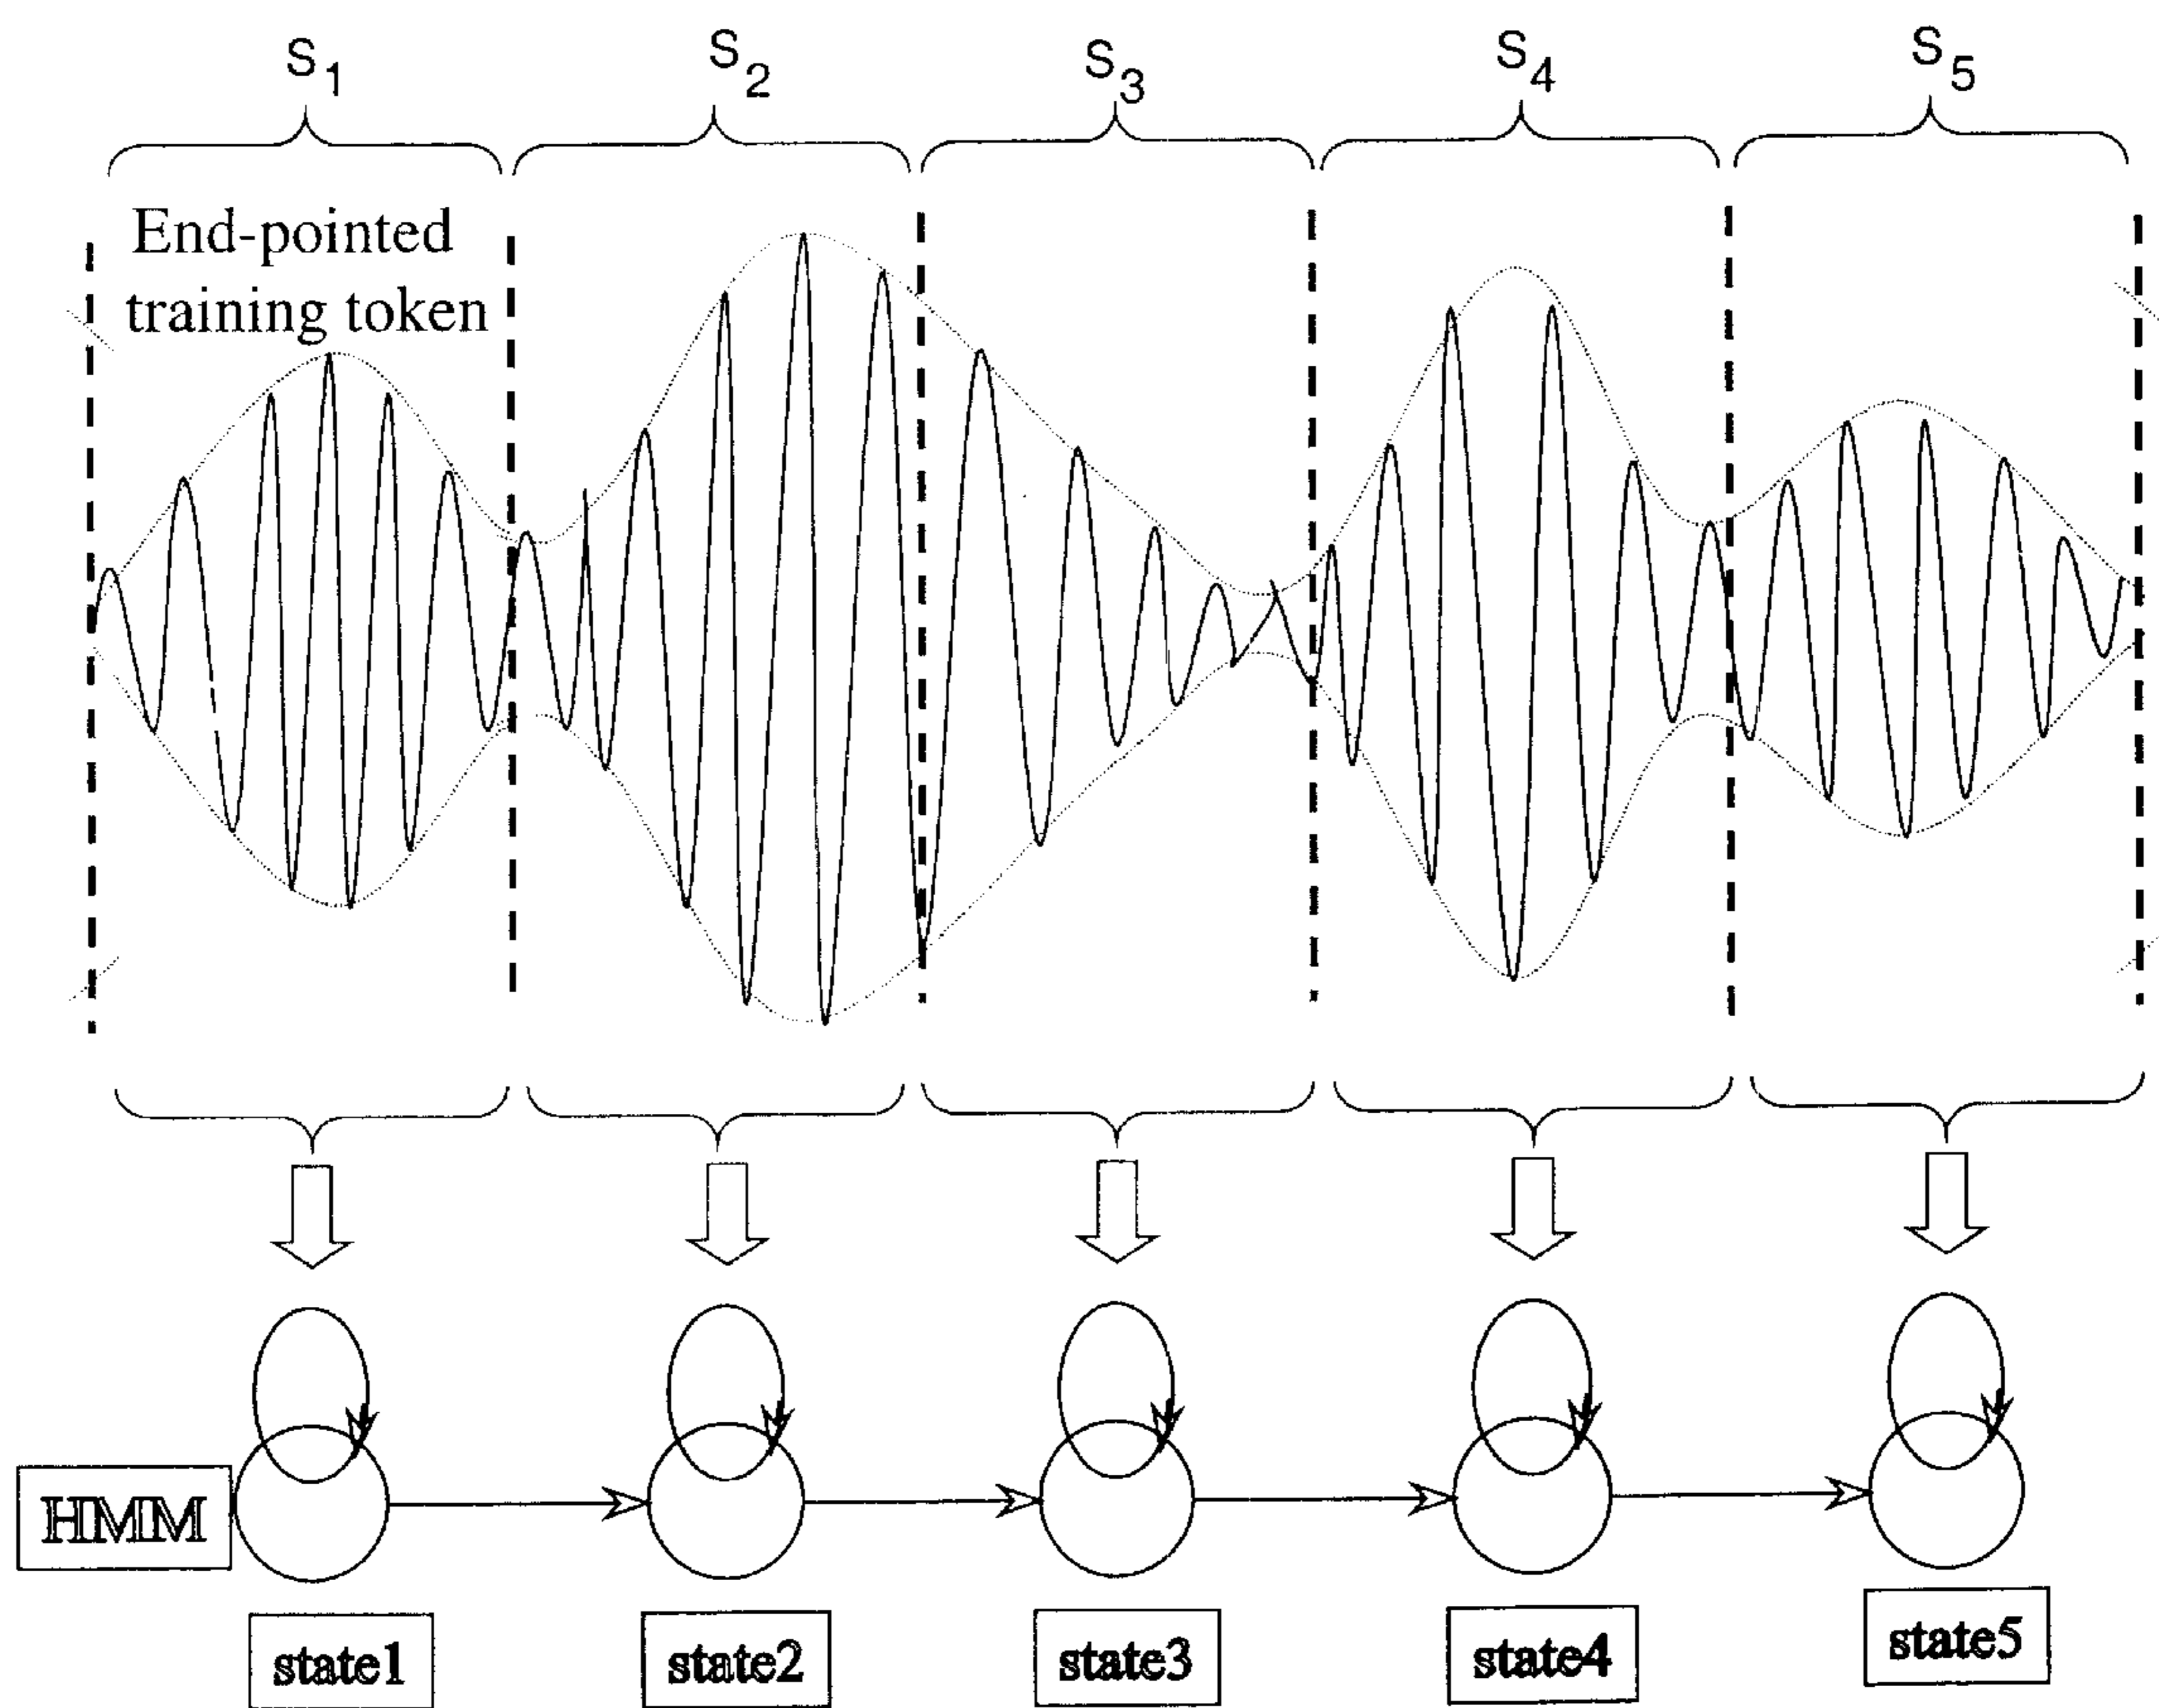 S1 S2 S3 S4 S5
End-pointed
training token
HMM
state1 state2 state3 state4 state5